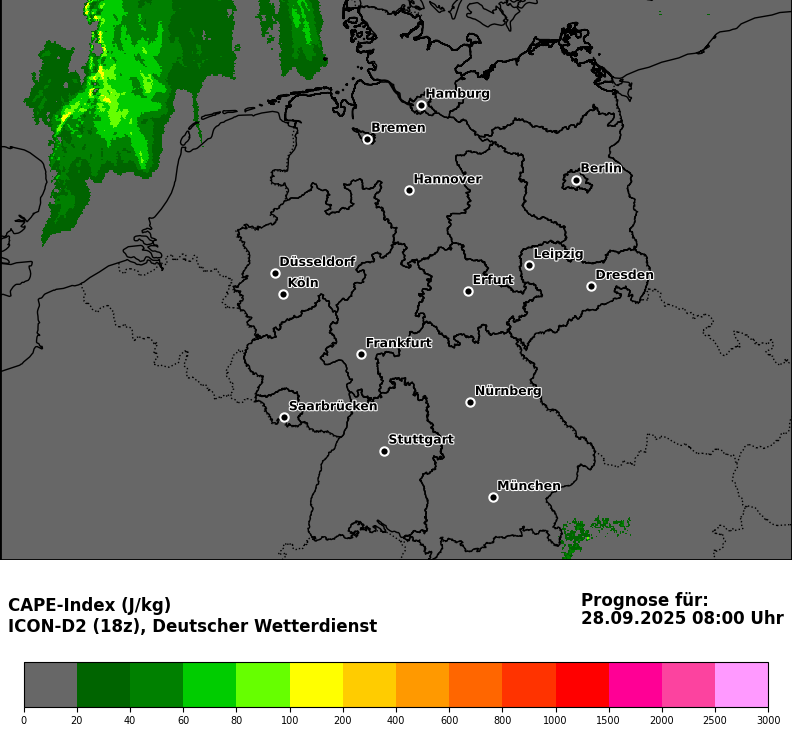 Hamburg
Bremen
Berlin
Hannover
Leipzig
Düsseldorf
Dresden
Köln
Erfurt
Frankfurt
Nürnberg
Saarbrücken
Stuttgart
München
CAPE-Index (J/kg)
ICON-D2 (18z), Deutscher Wetterdienst
Prognose für:
28.09.2025 08:00 Uhr
0 20 40 60 80 100 200 400 600 800 1000 1500 2000 2500 3000